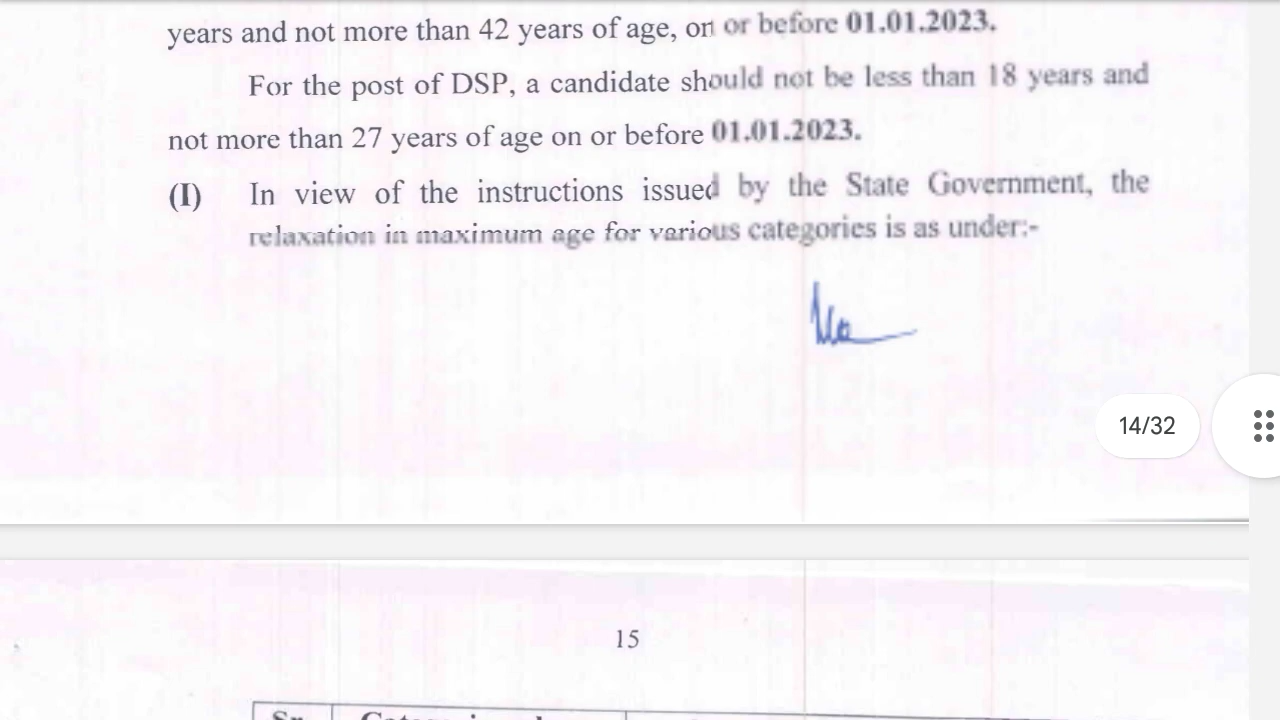 years and not more than 42 years of age, on or before 01.01.2023.
For the post of DSP, a candidate should not be less than 18 years and
not more than 27 years of age on or before 01.01.2023.
(I) In view of the instructions issued by the State Government, the
relaxation in maximum age for various categories is as under:-
14/32
15